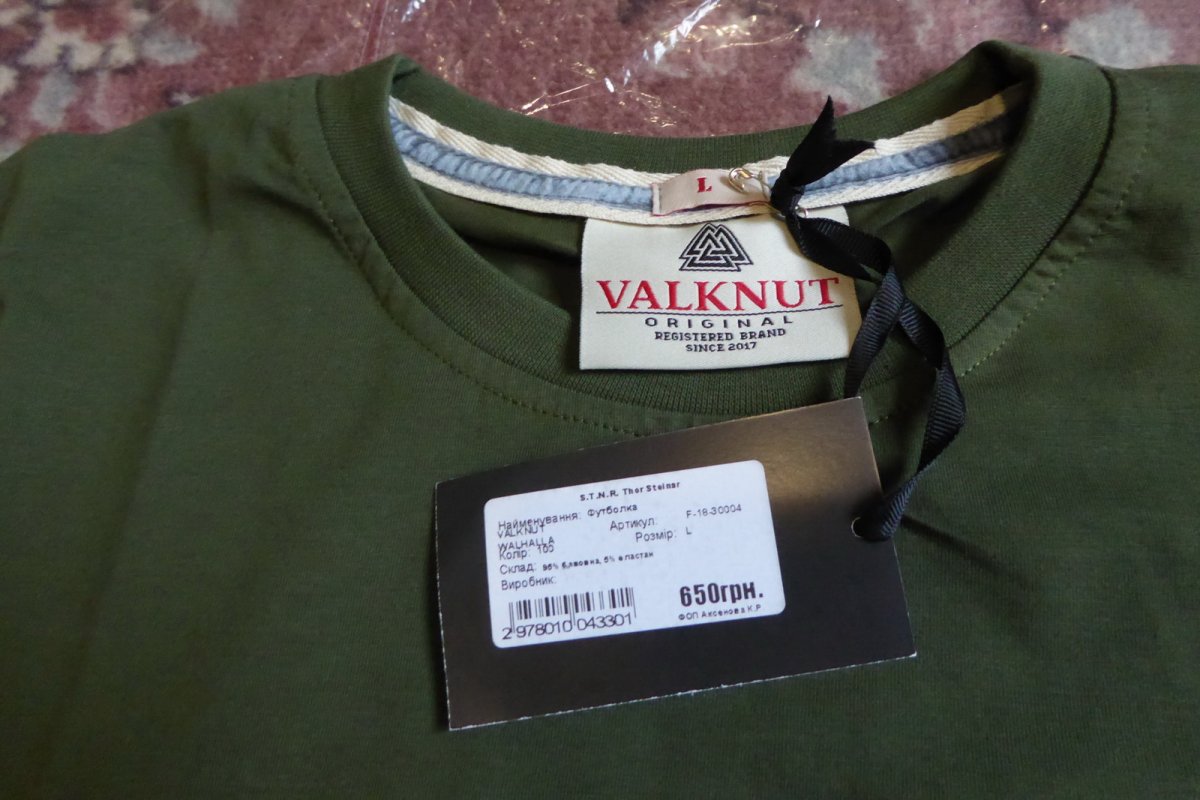 L
VALKNUT
ORIGINAL
REGISTERED BRAND
SINCE 2017
S.T.N.R. Thor Steinar
Найменування: Футболка
VALKNUT
WALHALLA
Артикул: F-18-30004
Колір: 100
Розмір: L
Склад: 95% бавовна, 5% еластан
Виробник:
650грн.
ФОП Аксенова К.Р
2 978010 043301